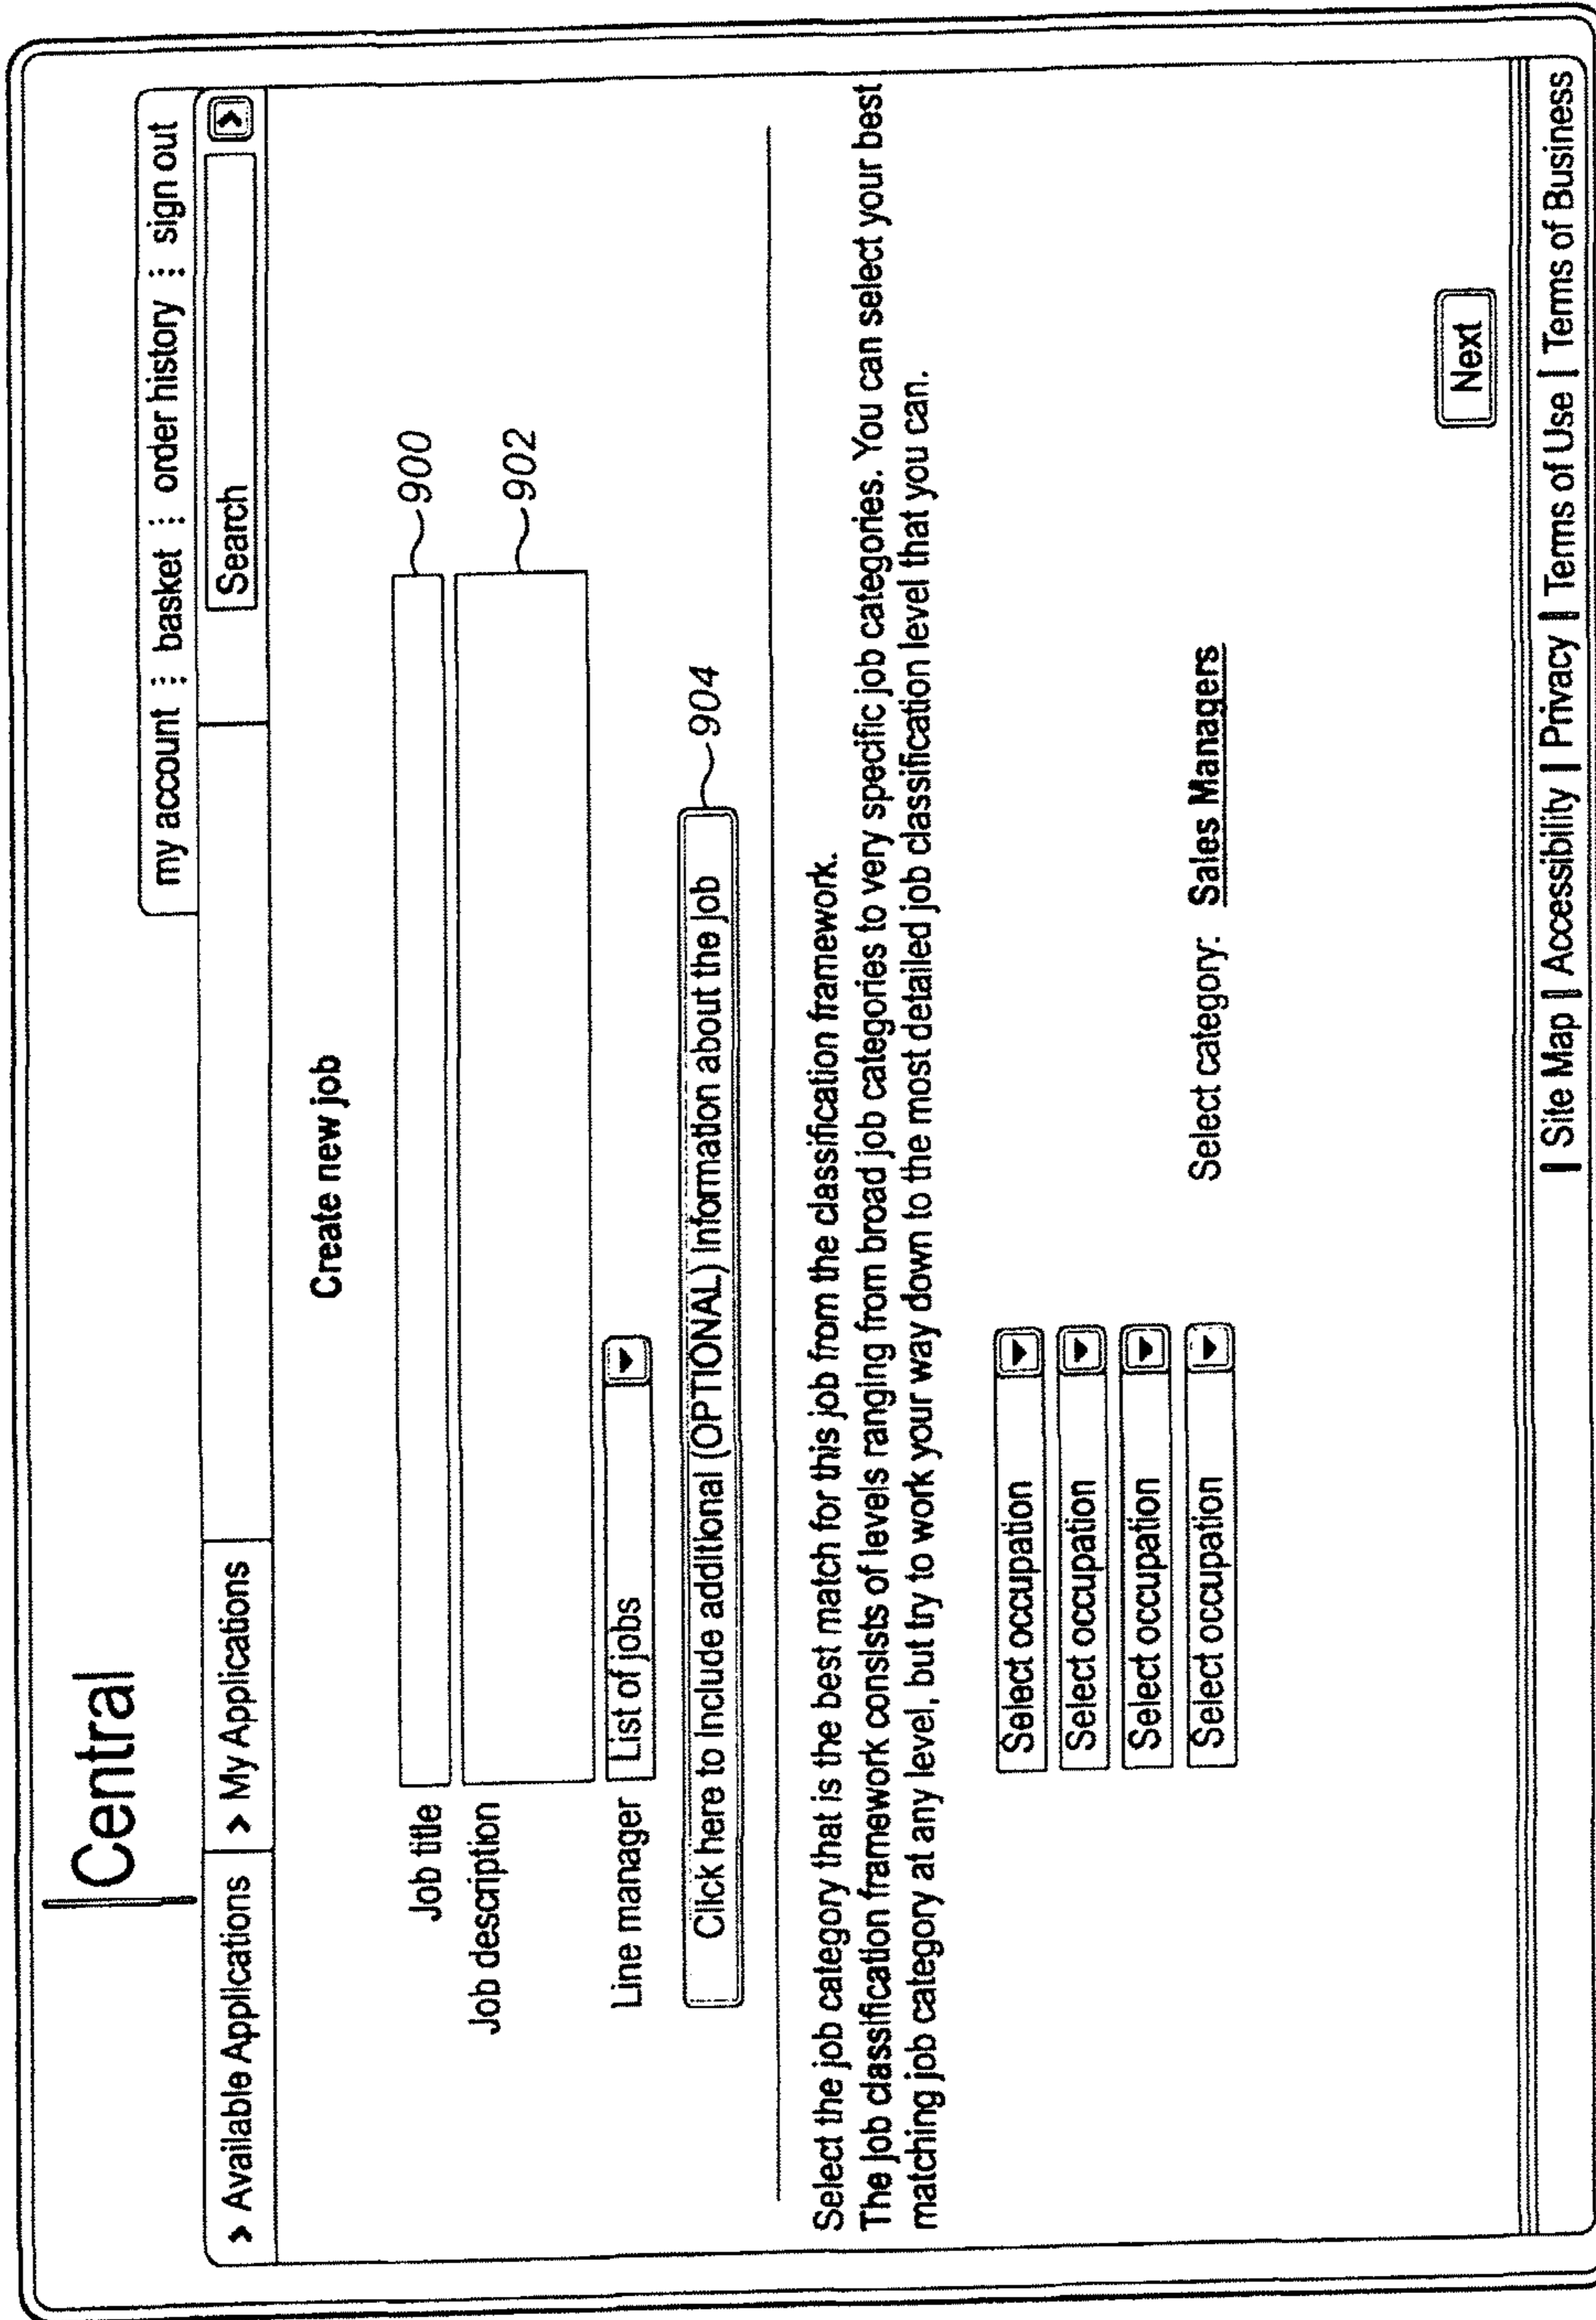 Central
my account ⋮ basket ⋮ order history ⋮ sign out
> Available Applications > My Applications Search >
Create new job
Job title 900
Job description 902
Line manager List of jobs
Click here to Include additional (OPTIONAL) Information about the job 904
Select the job category that is the best match for this job from the classification framework.
The job classification framework consists of levels ranging from broad job categories to very specific job categories. You can select your best
matching job category at any level, but try to work your way down to the most detailed job classification level that you can.
Select occupation
Select occupation
Select occupation
Select occupation Select category: Sales Managers
Next
| Site Map | Accessibility | Privacy | Terms of Use | Terms of Business